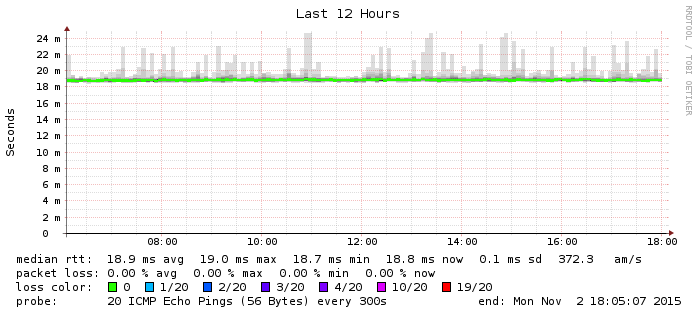 Last 12 Hours
RRDTOOL / TOBI OETIKER
Seconds
24 m
22 m
20 m
18 m
16 m
14 m
12 m
10 m
8 m
6 m
4 m
2 m
0
08:00 10:00 12:00 14:00 16:00 18:00
median rtt: 18.9 ms avg 19.0 ms max 18.7 ms min 18.8 ms now 0.1 ms sd 372.3 am/s
packet loss: 0.00 % avg 0.00 % max 0.00 % min 0.00 % now
loss color: 0 1/20 2/20 3/20 4/20 10/20 19/20
probe: 20 ICMP Echo Pings (56 Bytes) every 300s end: Mon Nov 2 18:05:07 2015